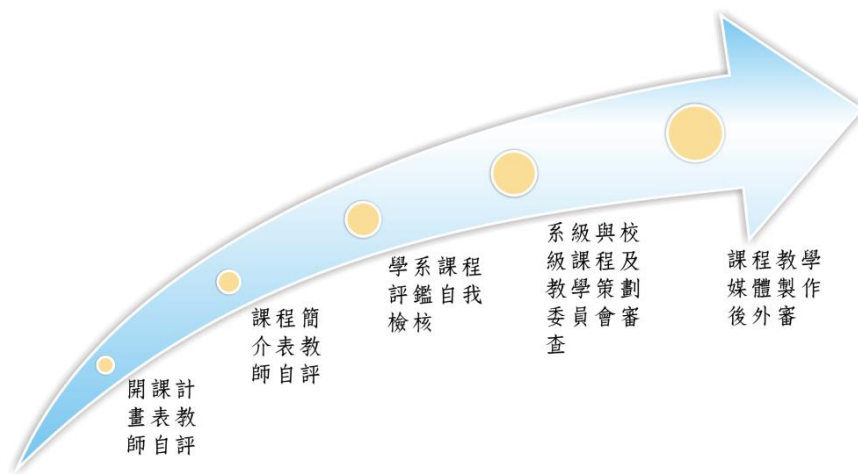 開課計
畫表教
師自評
課程簡
介表教
師自評
學系課程
評鑑自我
檢核
系級與校
級課程及
教學策劃
委員會審
查
課程教學
媒體製作
後外審